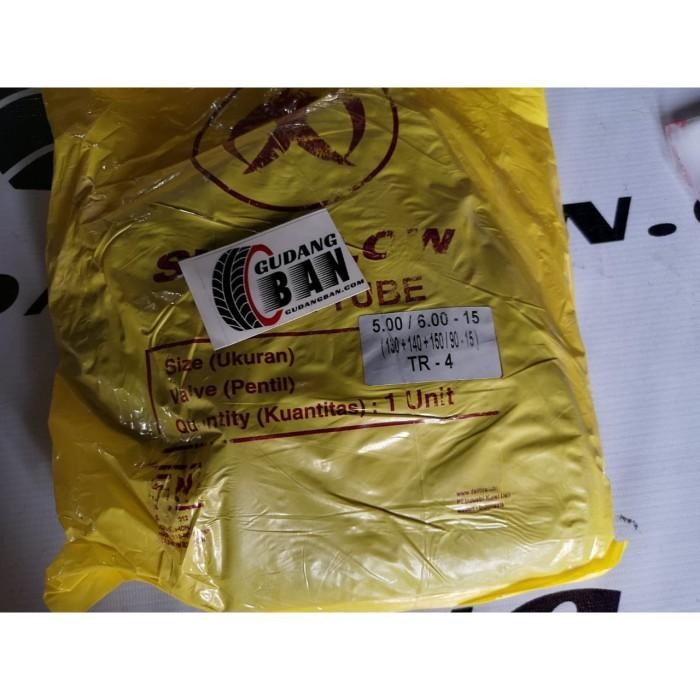 GUDANG
BAN
GUDANGBAN.COM
TUBE
5.00 / 6.00 - 15
(130+140+150/90-15)
TR - 4
Size (Ukuran)
Valve (Pentil)
Quantity (Kuantitas) : 1 Unit